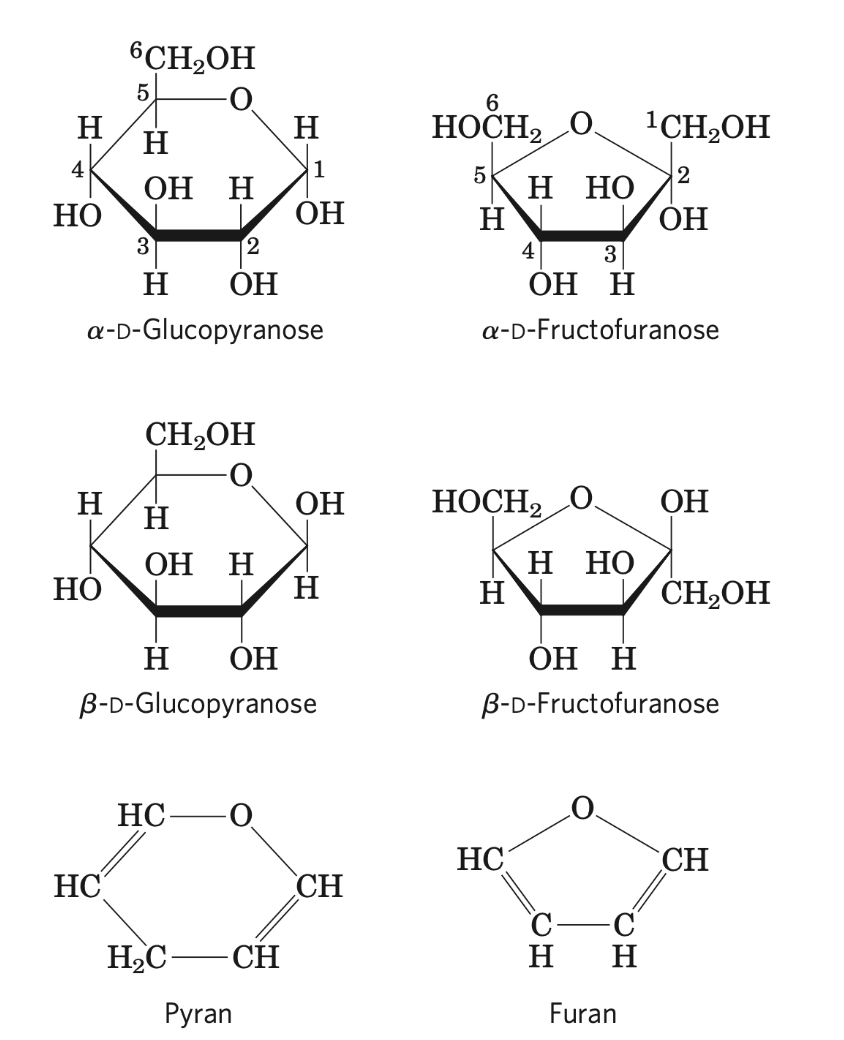 ⁶CH₂OH
5
O
H
H
H
4
1
OH
H
HO
OH
3
2
H
OH
α-D-Glucopyranose
6
HOCH₂
O
¹CH₂OH
5
2
H
HO
H
OH
4
3
OH
H
α-D-Fructofuranose
CH₂OH
O
H
OH
H
OH
H
HO
H
H
OH
β-D-Glucopyranose
HOCH₂
O
OH
H
HO
H
CH₂OH
OH
H
β-D-Fructofuranose
HC
O
HC
CH
H₂C
CH
Pyran
O
HC
CH
C
C
H
H
Furan